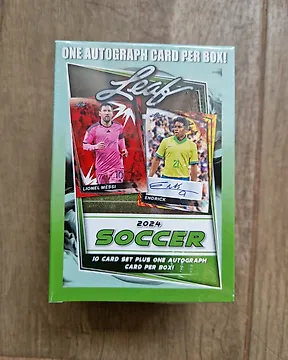 ONE AUTOGRAPH CARD PER BOX!
Leaf
LIONEL MESSI
ENDRICK
21
2024
SOCCER
10 CARD SET PLUS ONE AUTOGRAPH
CARD PER BOX!